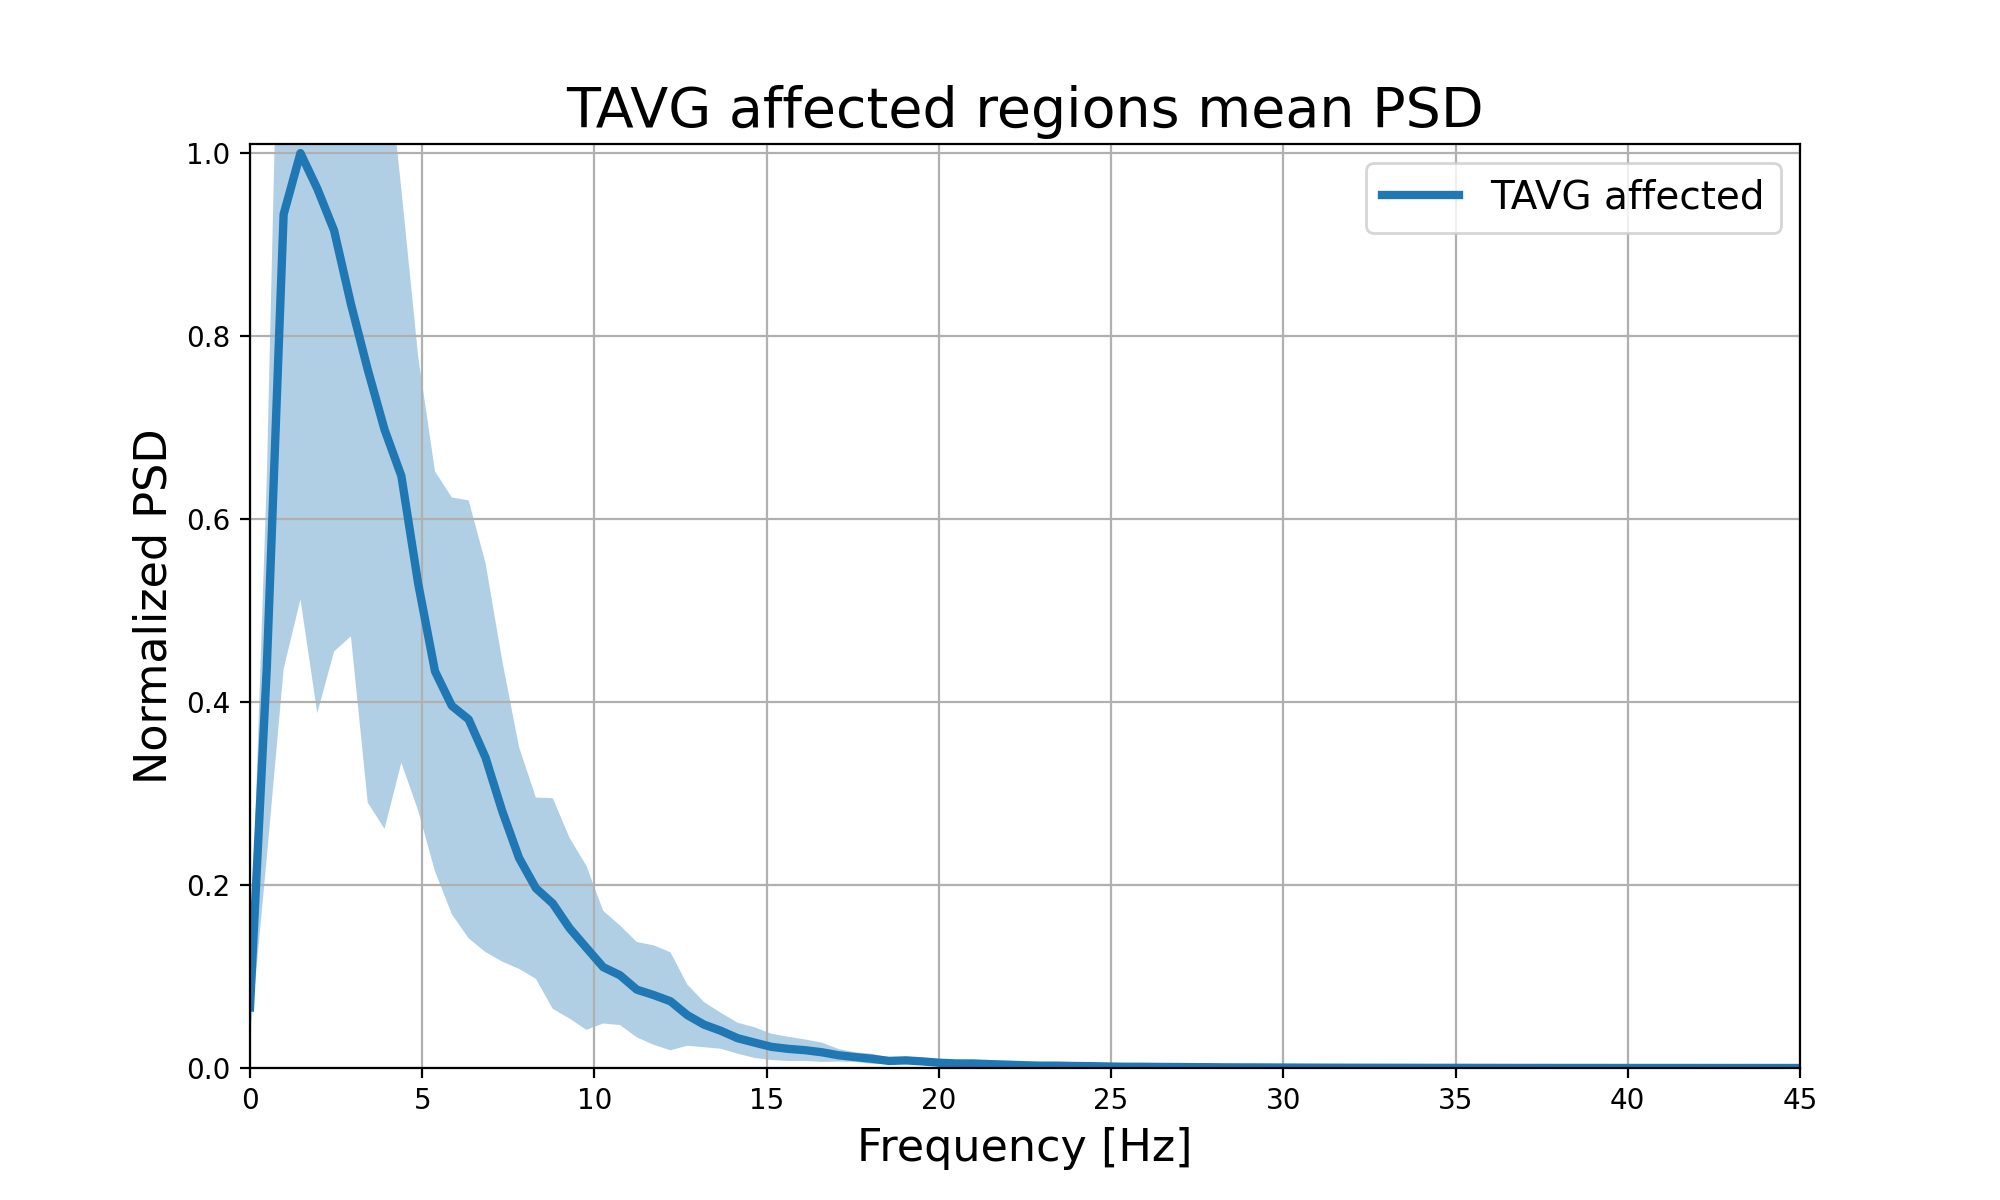 TAVG affected regions mean PSD
TAVG affected
Normalized PSD
1.0
0.8
0.6
0.4
0.2
0.0
0 5 10 15 20 25 30 35 40 45
Frequency [Hz]